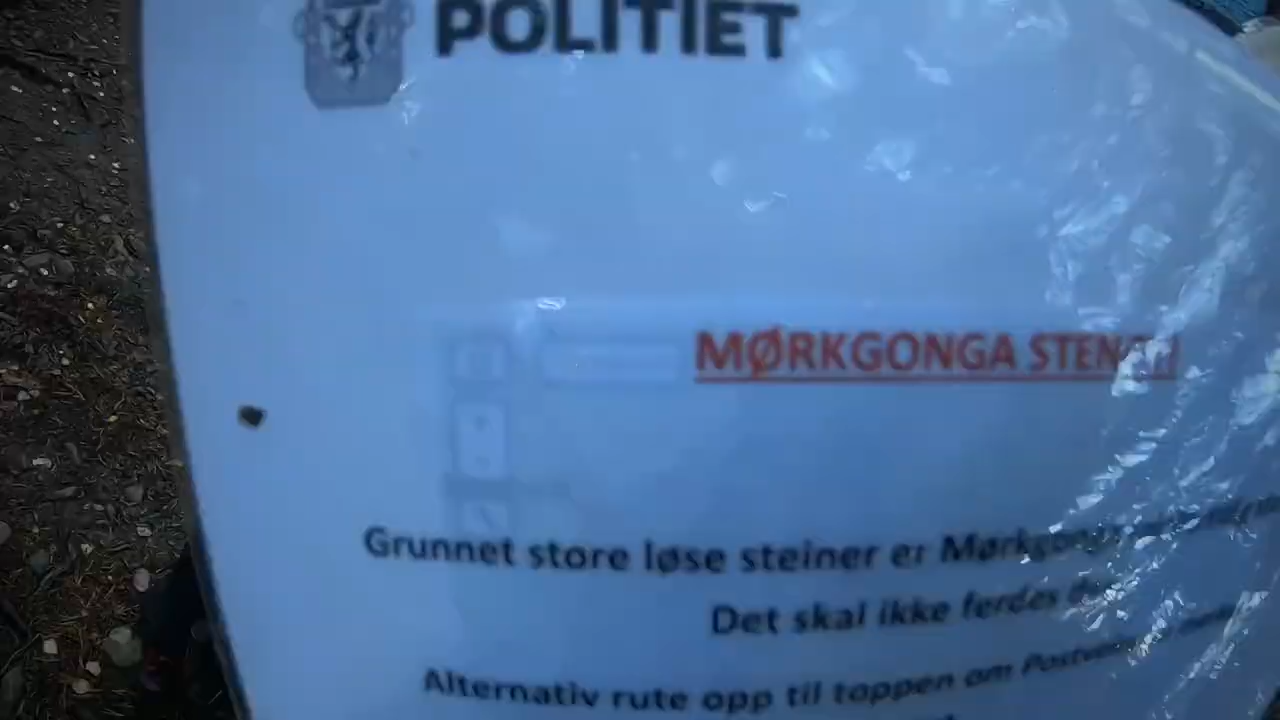 POLITIET
MØRKGONGA STENGT
Grunnet store løse steiner er Mørkgonga
Det skal ikke ferdes
Alternativ rute opp til toppen om